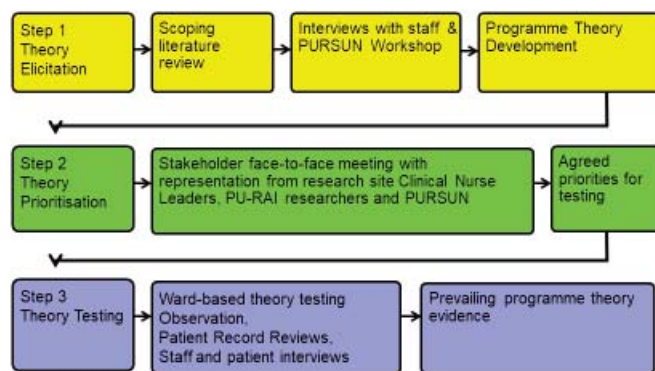 Step 1
Theory
Elicitation
Scoping
literature
review
Interviews with staff &
PURSUN Workshop
Programme Theory
Development
Step 2
Theory
Prioritisation
Stakeholder face-to-face meeting with
representation from research site Clinical Nurse
Leaders, PU-RAI researchers and PURSUN
Agreed
priorities for
testing
Step 3
Theory Testing
Ward-based theory testing
Observation,
Patient Record Reviews,
Staff and patient interviews
Prevailing programme theory
evidence